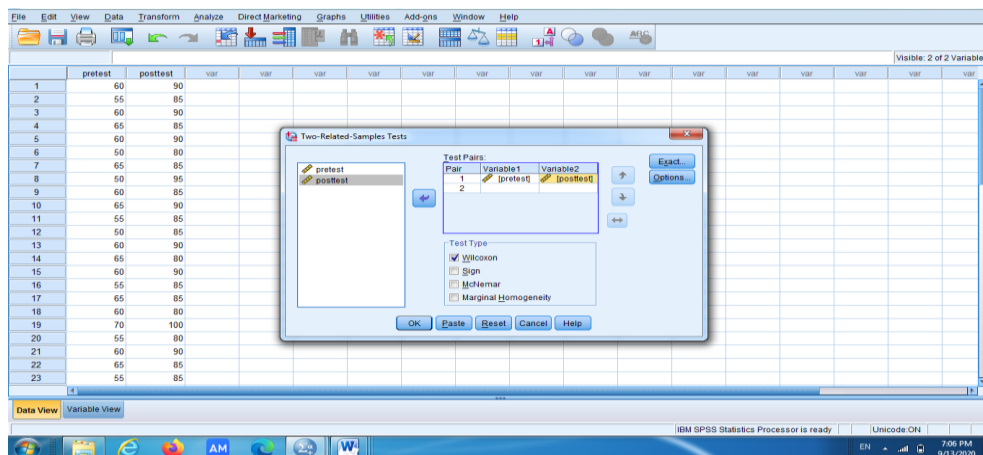 File Edit View Data Transform Analyze Direct Marketing Graphs Utilities Add-ons Window Help
Visible: 2 of 2 Variable
pretest posttest var var var var var var var var var var var var var var var
1 60 90
2 55 85
3 60 90
4 65 85
5 60 90
6 50 80
7 65 85
8 50 95
9 60 85
10 65 90
11 55 85
12 50 85
13 60 90
14 65 80
15 60 90
16 55 85
17 65 85
18 60 80
19 70 100
20 55 80
21 60 90
22 65 85
23 55 85
Two-Related-Samples Tests
pretest
posttest
Test Pairs:
Pair Variable1 Variable2
1 [pretest] [posttest]
2
Exact...
Options...
Test Type
Wilcoxon
Sign
McNemar
Marginal Homogeneity
OK Paste Reset Cancel Help
Data View Variable View
IBM SPSS Statistics Processor is ready Unicode:ON
AM
W
EN 7:06 PM
9/13/2020